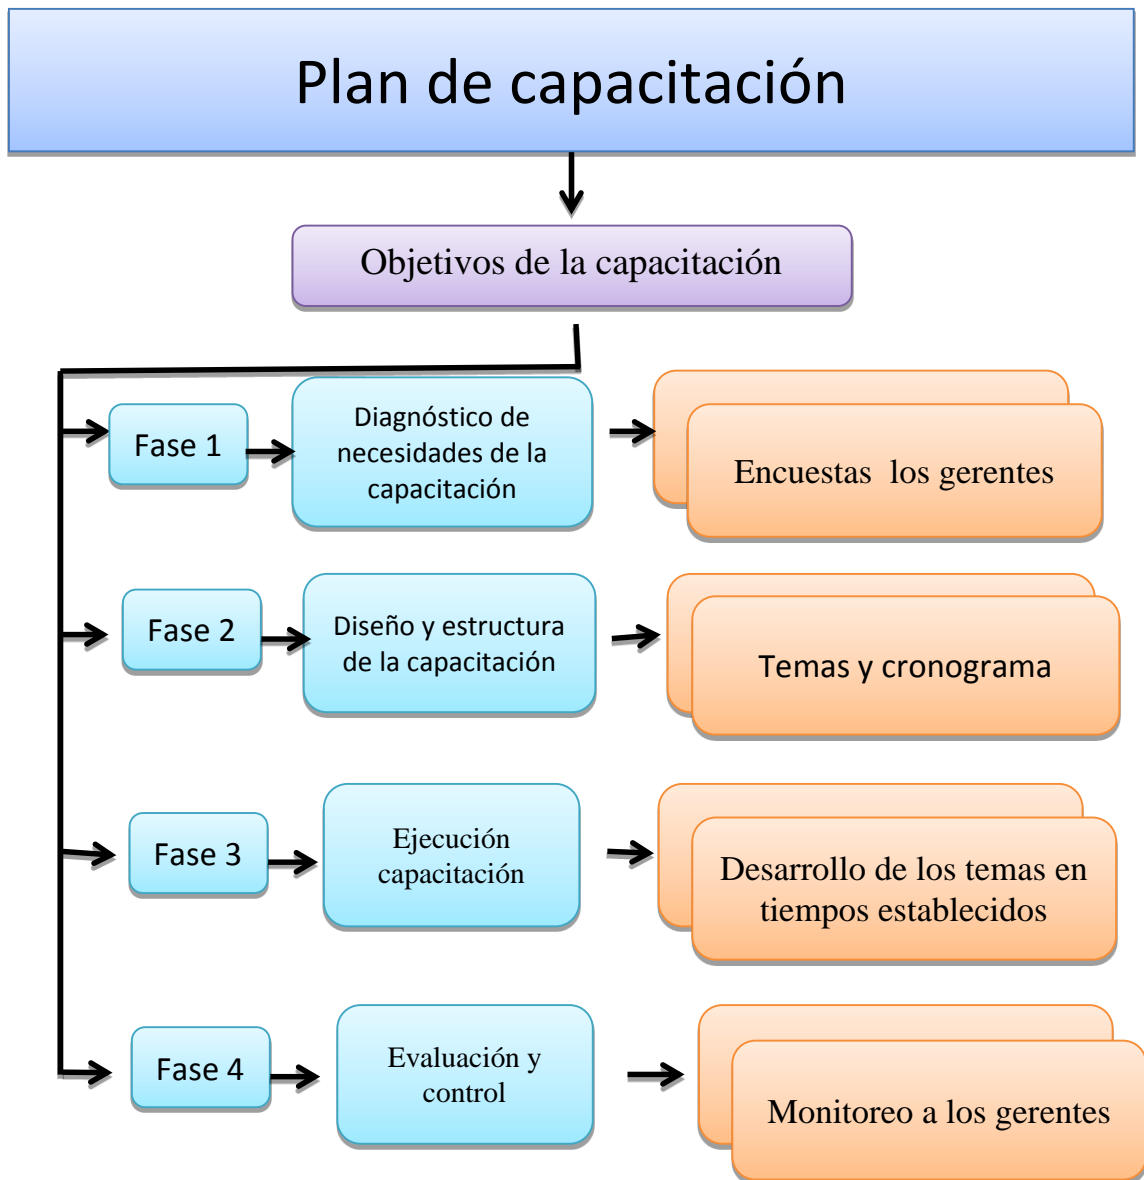 Plan de capacitación
Objetivos de la capacitación
Fase 1
Diagnóstico de
necesidades de la
capacitación
Encuestas  los gerentes
Fase 2
Diseño y estructura
de la capacitación
Temas y cronograma
Fase 3
Ejecución
capacitación
Desarrollo de los temas en
tiempos establecidos
Fase 4
Evaluación y
control
Monitoreo a los gerentes